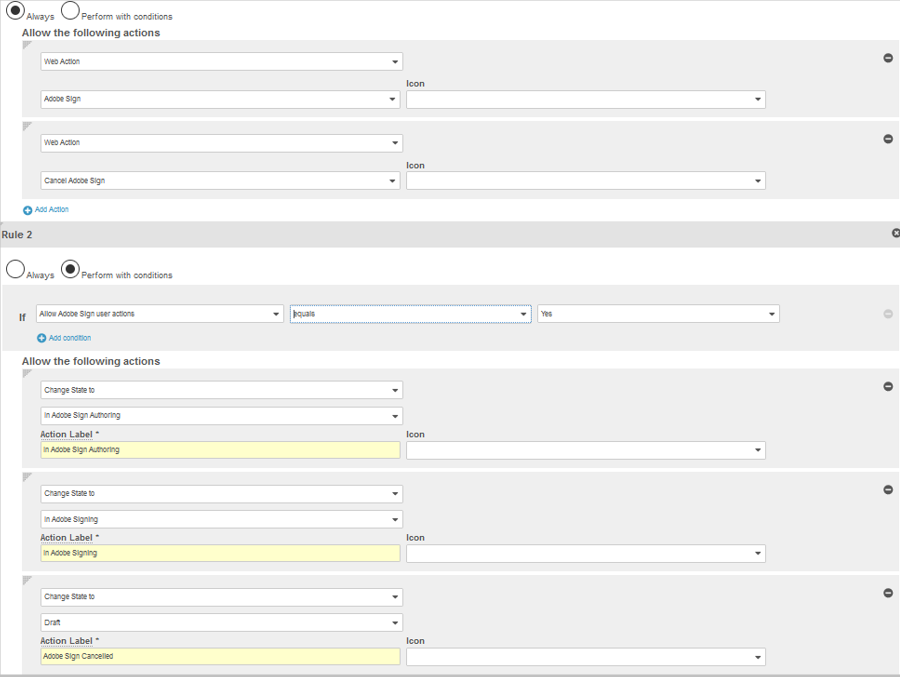 Always Perform with conditions
Allow the following actions
Web Action
Icon
Adobe Sign
Web Action
Icon
Cancel Adobe Sign
Add Action
Rule 2
Always Perform with conditions
If Allow Adobe Sign user actions equals Yes
Add condition
Allow the following actions
Change State to
In Adobe Sign Authoring
Action Label * Icon
In Adobe Sign Authoring
Change State to
In Adobe Signing
Action Label * Icon
In Adobe Signing
Change State to
Draft
Action Label * Icon
Adobe Sign Cancelled